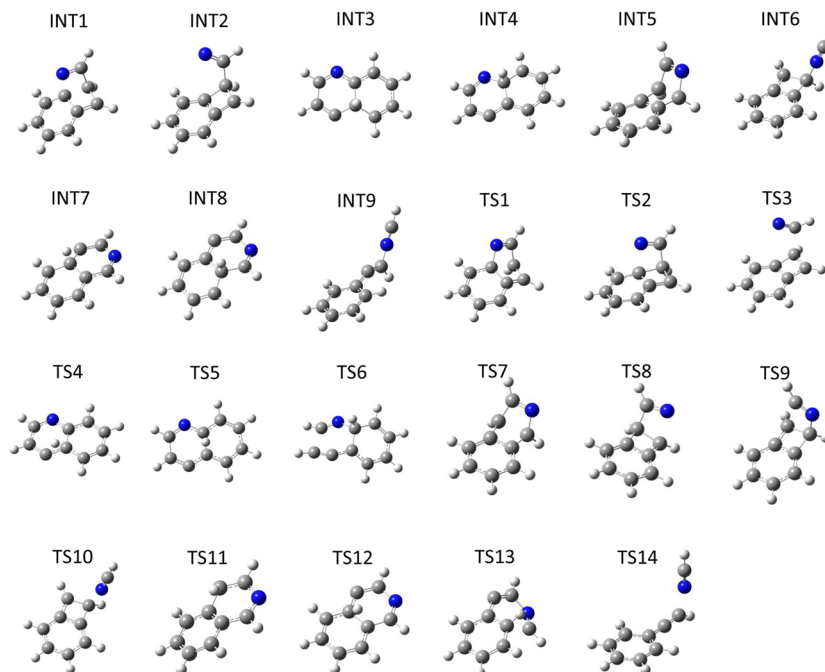 INT1 INT2 INT3 INT4 INT5 INT6
INT7 INT8 INT9 TS1 TS2 TS3
TS4 TS5 TS6 TS7 TS8 TS9
TS10 TS11 TS12 TS13 TS14